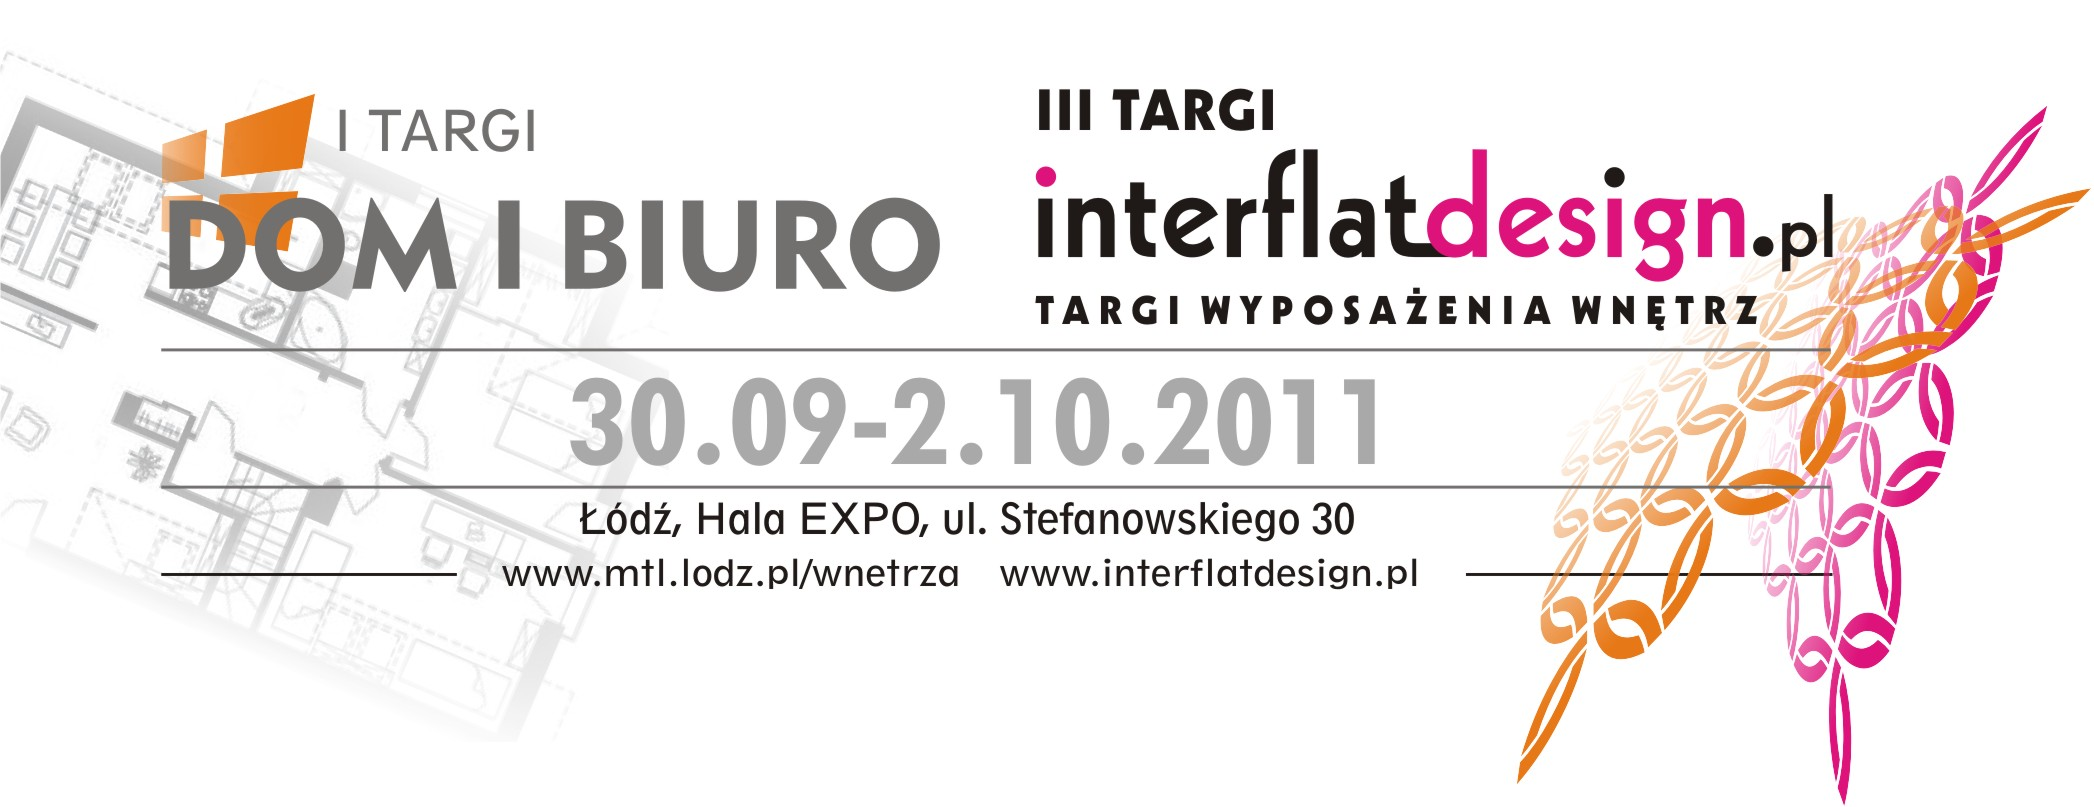 I TARGI
DOM I BIURO
III TARGI
interflatdesign.pl
TARGI WYPOSAŻENIA WNĘTRZ
30.09-2.10.2011
Łódź, Hala EXPO, ul. Stefanowskiego 30
www.mtl.lodz.pl/wnetrza www.interflatdesign.pl